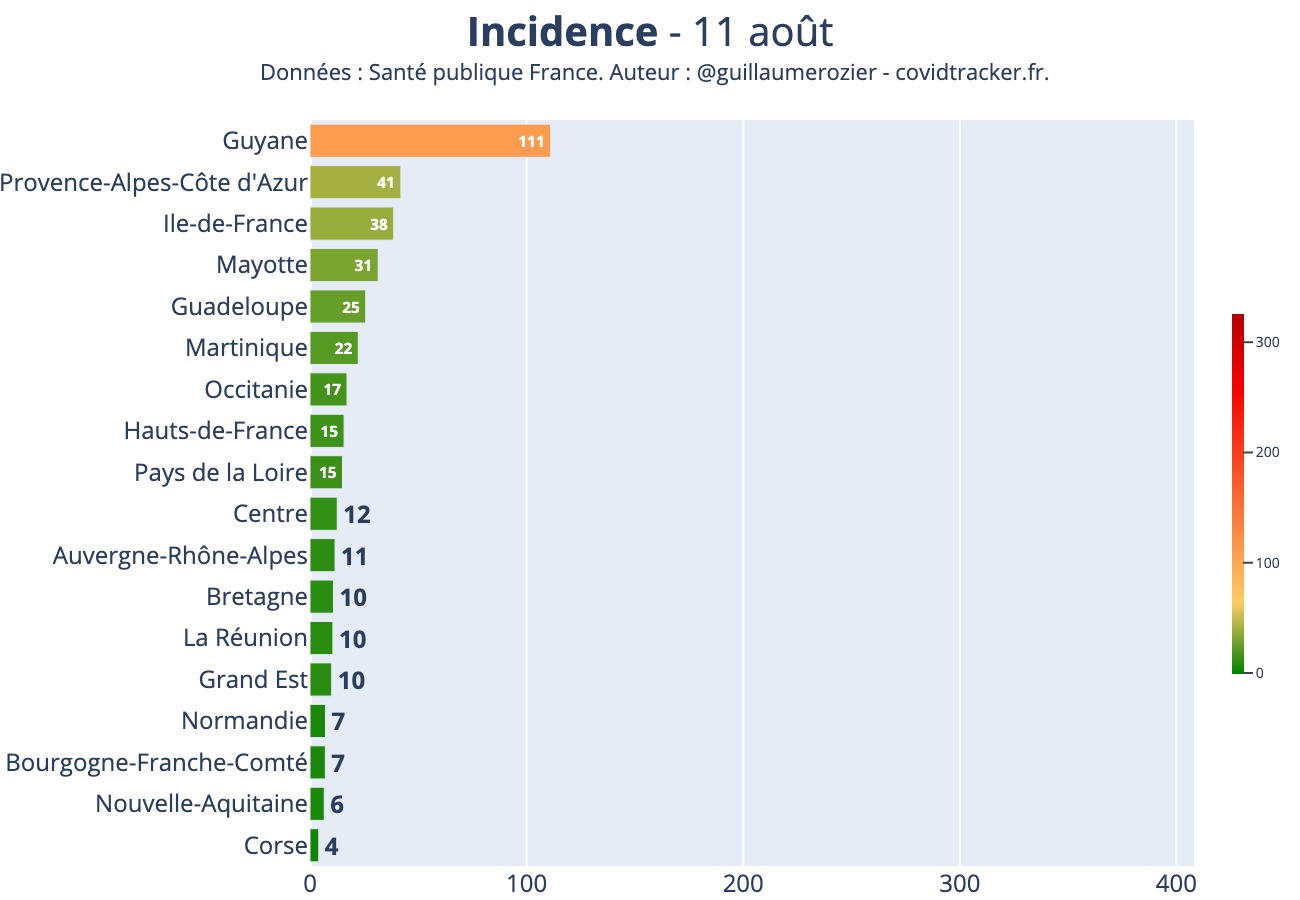 Incidence - 11 août
Données : Santé publique France. Auteur : @guillaumerozier - covidtracker.fr.
Guyane 111
Provence-Alpes-Côte d'Azur 41
Ile-de-France 38
Mayotte 31
Guadeloupe 25
Martinique 22
Occitanie 17
Hauts-de-France 15
Pays de la Loire 15
Centre 12
Auvergne-Rhône-Alpes 11
Bretagne 10
La Réunion 10
Grand Est 10
Normandie 7
Bourgogne-Franche-Comté 7
Nouvelle-Aquitaine 6
Corse 4
0 100 200 300 400
300
200
100
0